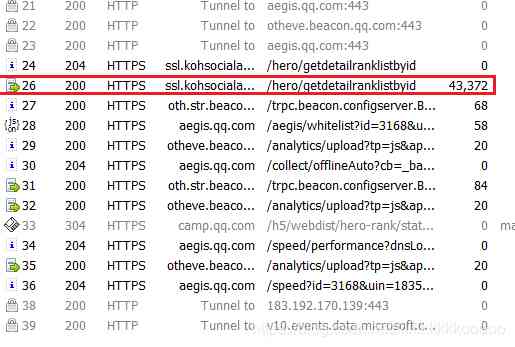 21 200 HTTP Tunnel to aegis.qq.com:443 0
22 200 HTTP Tunnel to otheve.beacon.qq.com:443 0
23 200 HTTP Tunnel to aegis.qq.com:443 0
24 204 HTTPS ssl.kohsociala... /hero/getdetailranklistbyid 0
26 200 HTTPS ssl.kohsociala... /hero/getdetailranklistbyid 43,372
27 200 HTTPS oth.str.beaco... /trpc.beacon.configserver.B... 68
28 200 HTTPS aegis.qq.com /aegis/whitelist?id=3168&u... 58
29 200 HTTPS otheve.beaco... /analytics/upload?tp=js&ap... 20
30 204 HTTPS aegis.qq.com /collect/offlineAuto?cb=_ba... 0
31 200 HTTPS oth.str.beaco... /trpc.beacon.configserver.B... 84
32 200 HTTPS otheve.beaco... /analytics/upload?tp=js&ap... 20
33 304 HTTPS camp.qq.com /h5/webdist/hero-rank/stat... 0 ma
34 204 HTTPS aegis.qq.com /speed/performance?dnsLo... 0
35 200 HTTPS otheve.beaco... /analytics/upload?tp=js&ap... 20
36 204 HTTPS aegis.qq.com /speed?id=3168&uin=1835... 0
38 200 HTTP Tunnel to 183.192.170.139:443 0
39 200 HTTP Tunnel to v10.events.data.microsoft.c...